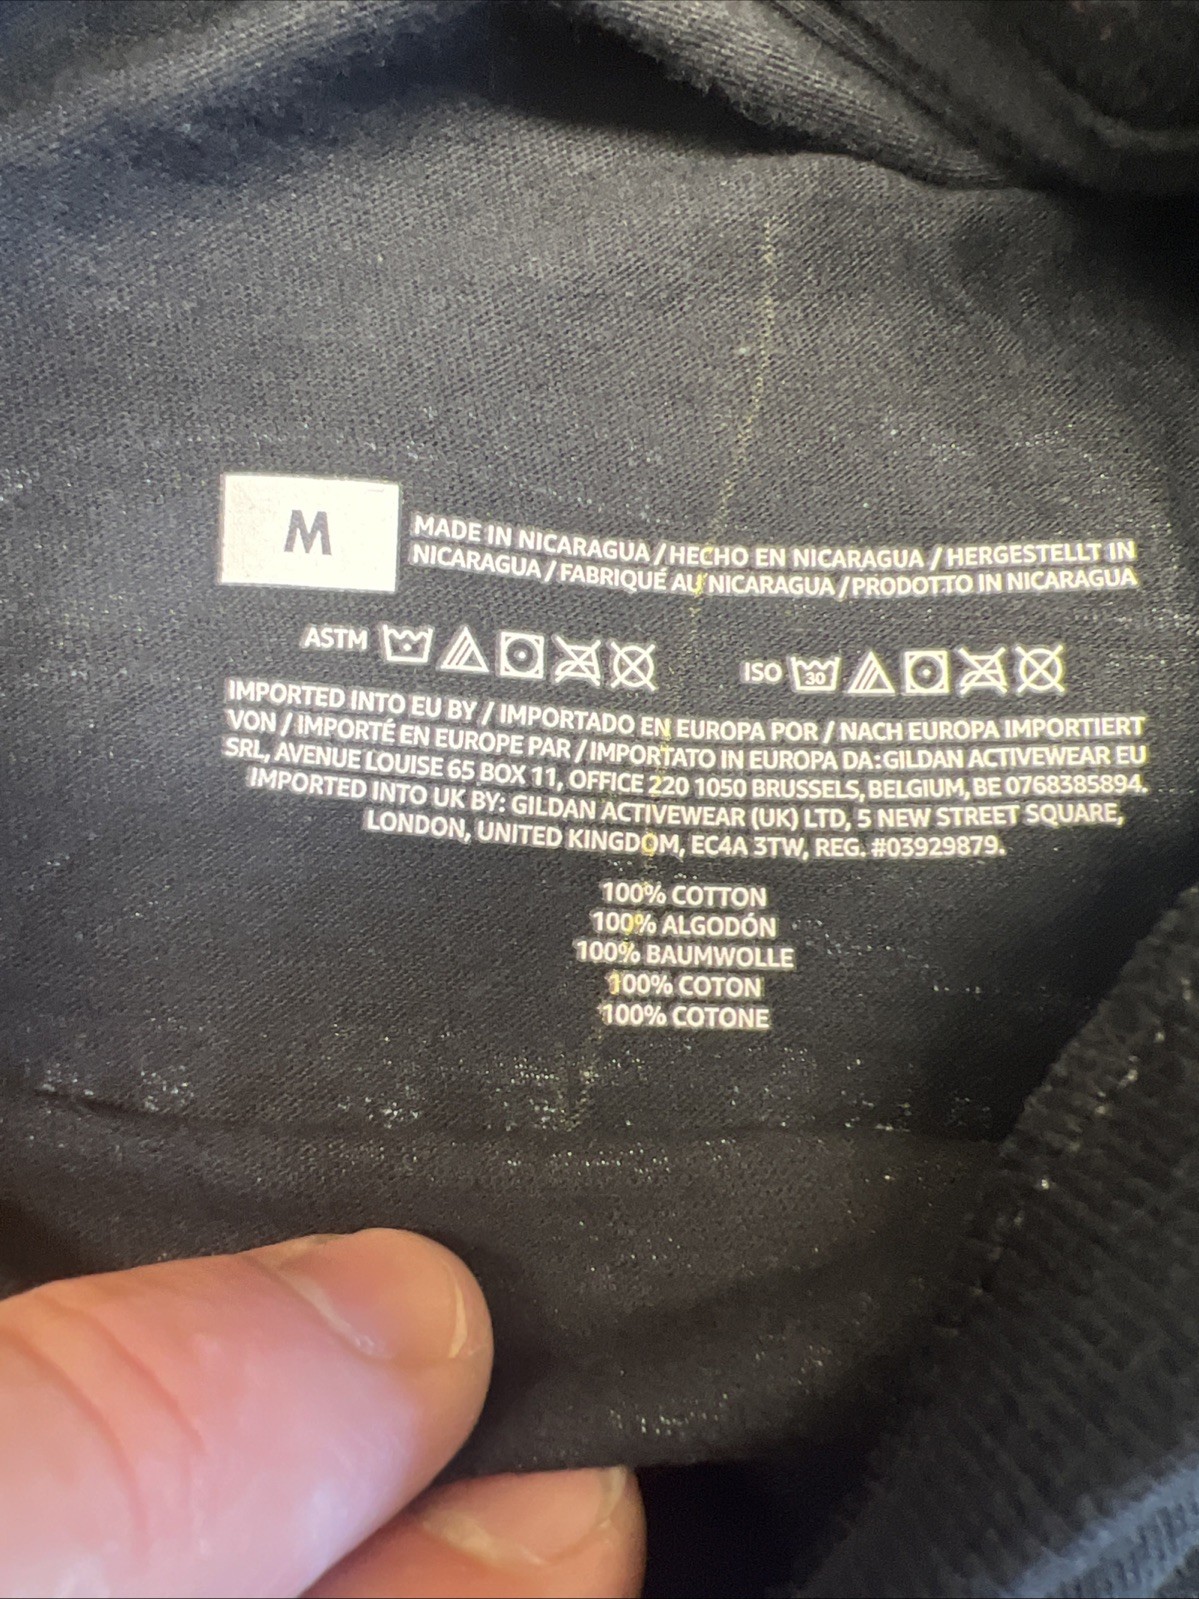 M
MADE IN NICARAGUA / HECHO EN NICARAGUA / HERGESTELLT IN
NICARAGUA / FABRIQUÉ AU NICARAGUA / PRODOTTO IN NICARAGUA
ASTM
ISO 30
IMPORTED INTO EU BY / IMPORTADO EN EUROPA POR / NACH EUROPA IMPORTIERT
VON / IMPORTÉ EN EUROPE PAR / IMPORTATO IN EUROPA DA:GILDAN ACTIVEWEAR EU
SRL, AVENUE LOUISE 65 BOX 11, OFFICE 220 1050 BRUSSELS, BELGIUM, BE 0768385894.
IMPORTED INTO UK BY: GILDAN ACTIVEWEAR (UK) LTD, 5 NEW STREET SQUARE,
LONDON, UNITED KINGDOM, EC4A 3TW, REG. #03929879.
100% COTTON
100% ALGODÓN
100% BAUMWOLLE
100% COTON
100% COTONE